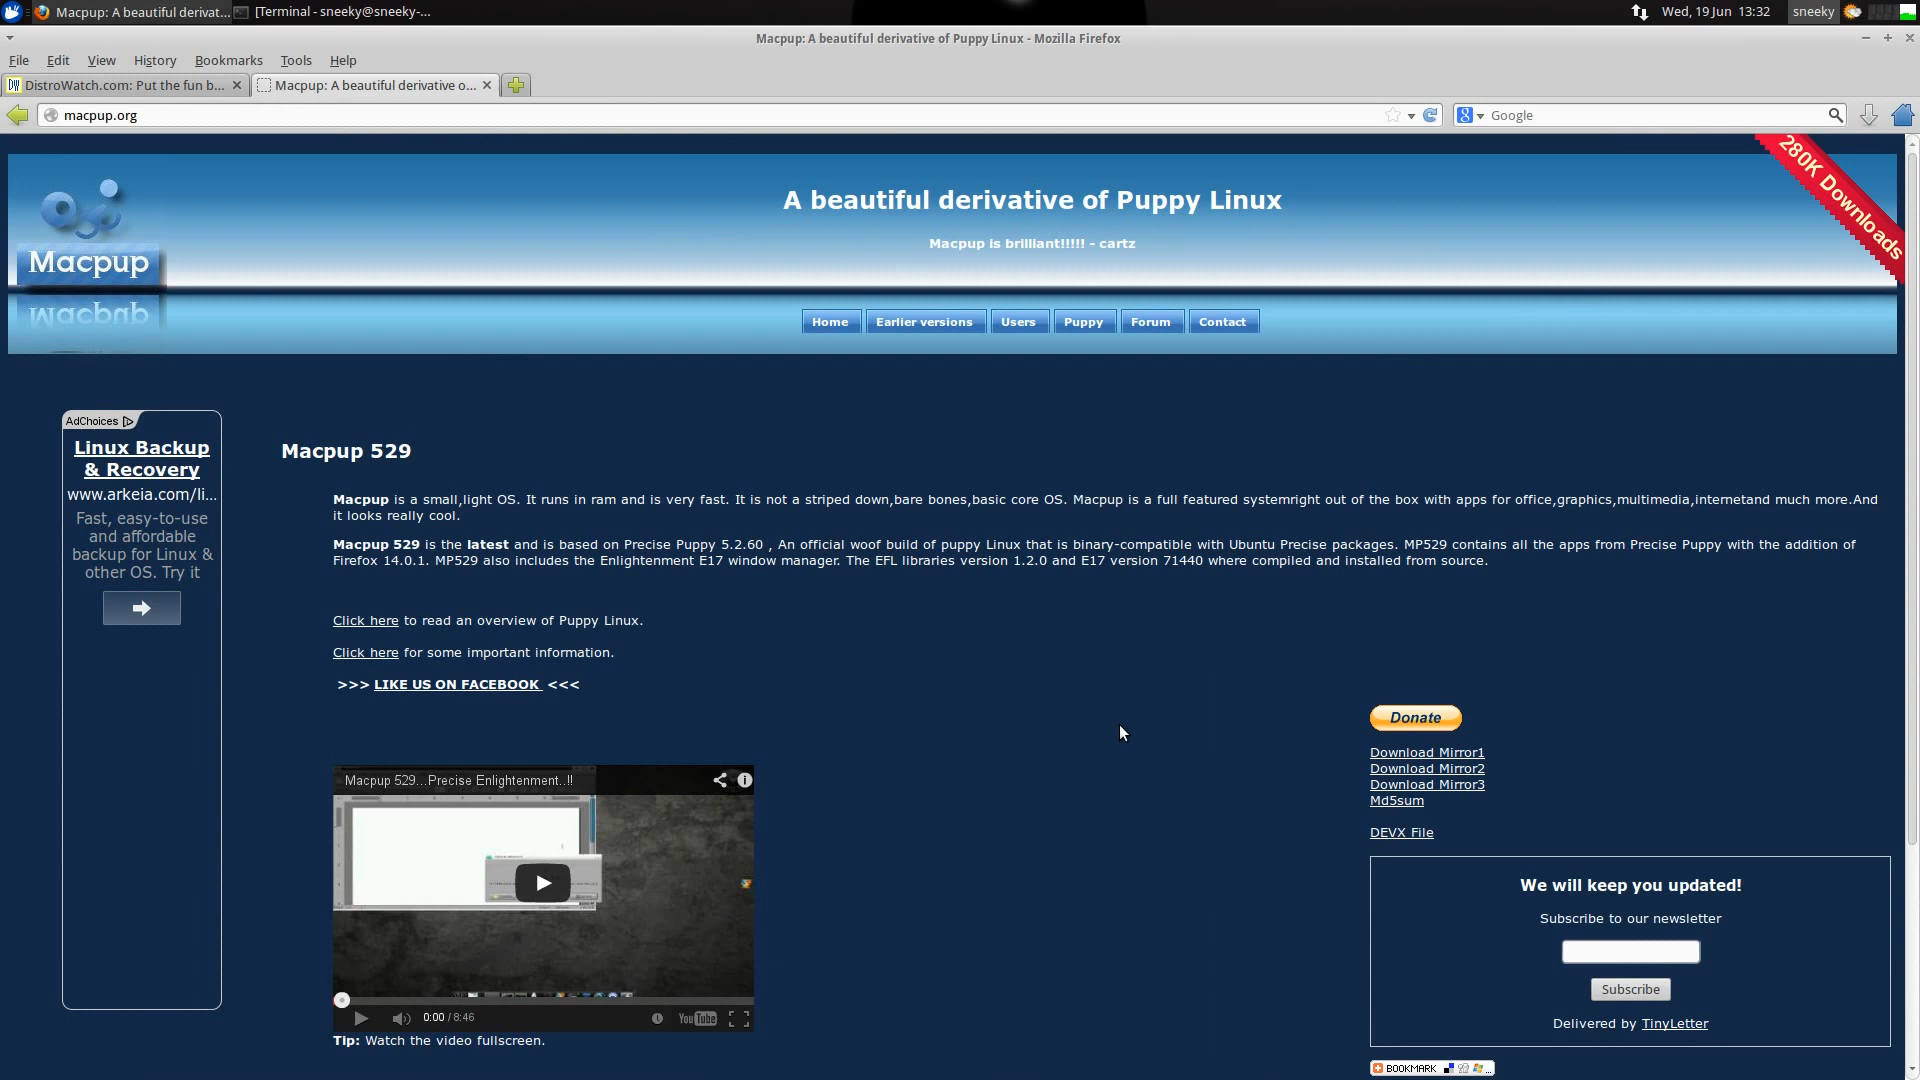 Macpup: A beautiful derivat...
[Terminal - sneeky@sneeky-...
Wed, 19 Jun 13:32
sneeky
Macpup: A beautiful derivative of Puppy Linux - Mozilla Firefox
File Edit View History Bookmarks Tools Help
DW DistroWatch.com: Put the fun b...
Macpup: A beautiful derivative o...
macpup.org
8 Google
280K Downloads
A beautiful derivative of Puppy Linux
Macpup is brilliant!!!!! - cartz
Macpup
Macpup
Home Earlier versions Users Puppy Forum Contact
AdChoices
Linux Backup
& Recovery
www.arkeia.com/li...
Fast, easy-to-use
and affordable
backup for Linux &
other OS. Try it
Macpup 529
Macpup is a small,light OS. It runs in ram and is very fast. It is not a striped down,bare bones,basic core OS. Macpup is a full featured systemright out of the box with apps for office,graphics,multimedia,internetand much more.And
it looks really cool.
Macpup 529 is the latest and is based on Precise Puppy 5.2.60 , An official woof build of puppy Linux that is binary-compatible with Ubuntu Precise packages. MP529 contains all the apps from Precise Puppy with the addition of
Firefox 14.0.1. MP529 also includes the Enlightenment E17 window manager. The EFL libraries version 1.2.0 and E17 version 71440 where compiled and installed from source.
Click here to read an overview of Puppy Linux.
Click here for some important information.
>>> LIKE US ON FACEBOOK <<<
Macpup 529...Precise Enlightenment..!!
0:00 / 8:46
YouTube
Tip: Watch the video fullscreen.
Donate
Download Mirror1
Download Mirror2
Download Mirror3
Md5sum
DEVX File
We will keep you updated!
Subscribe to our newsletter
Subscribe
Delivered by TinyLetter
BOOKMARK ...